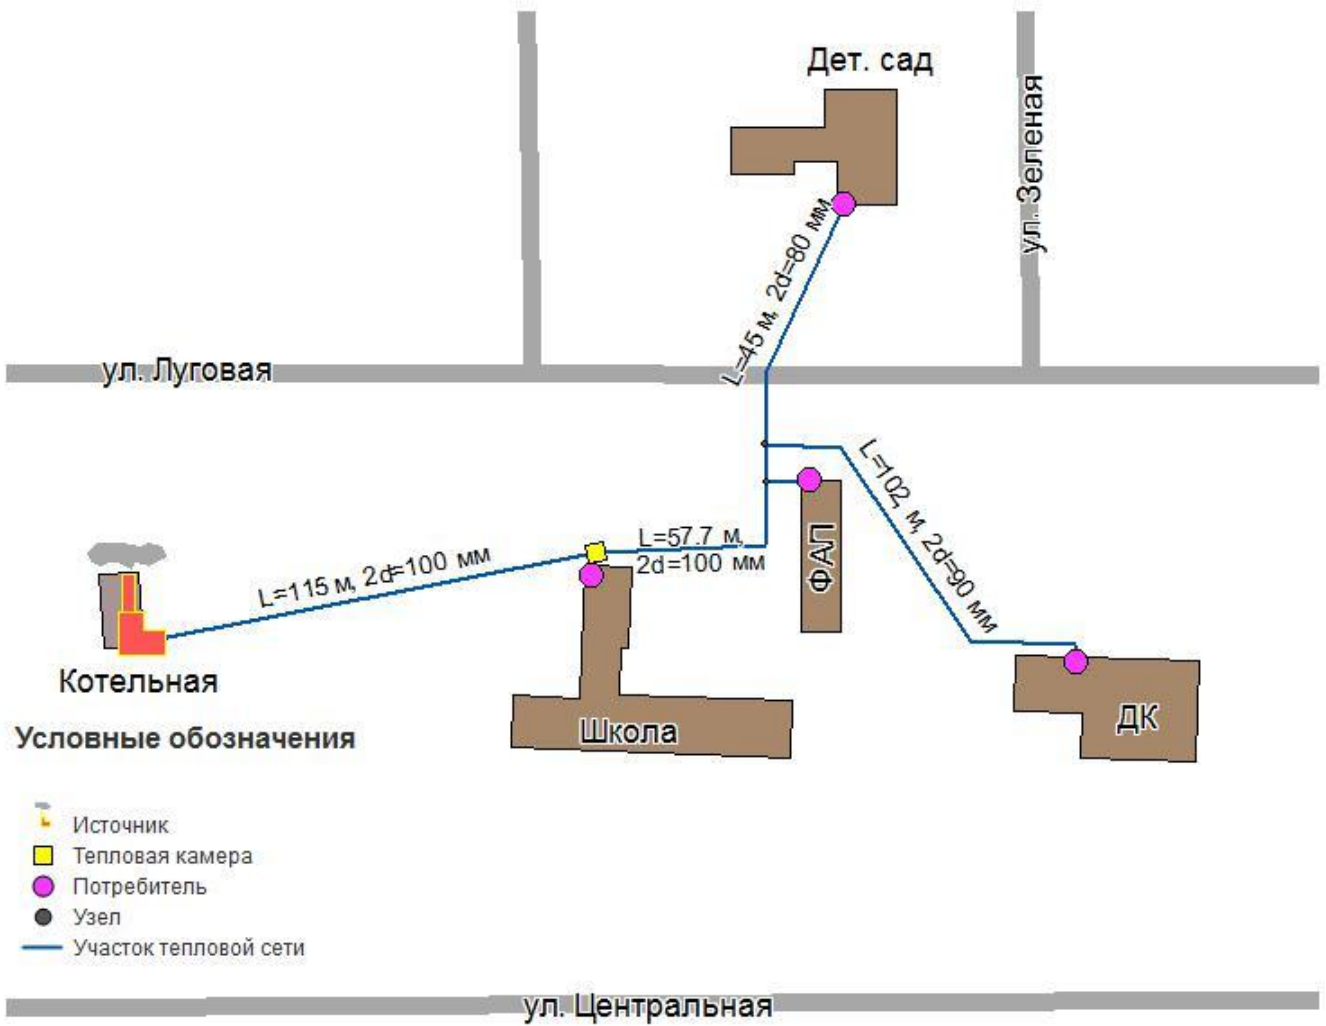 Дет. сад
ул. Зеленая
L=45 м, 2d=80 мм
ул. Луговая
L=102, м, 2d=90 мм
ФАП
L=57.7 м,
2d=100 мм
L=115 м, 2d=100 мм
Котельная
Школа
ДК
Условные обозначения
Источник
Тепловая камера
Потребитель
Узел
Участок тепловой сети
ул. Центральная